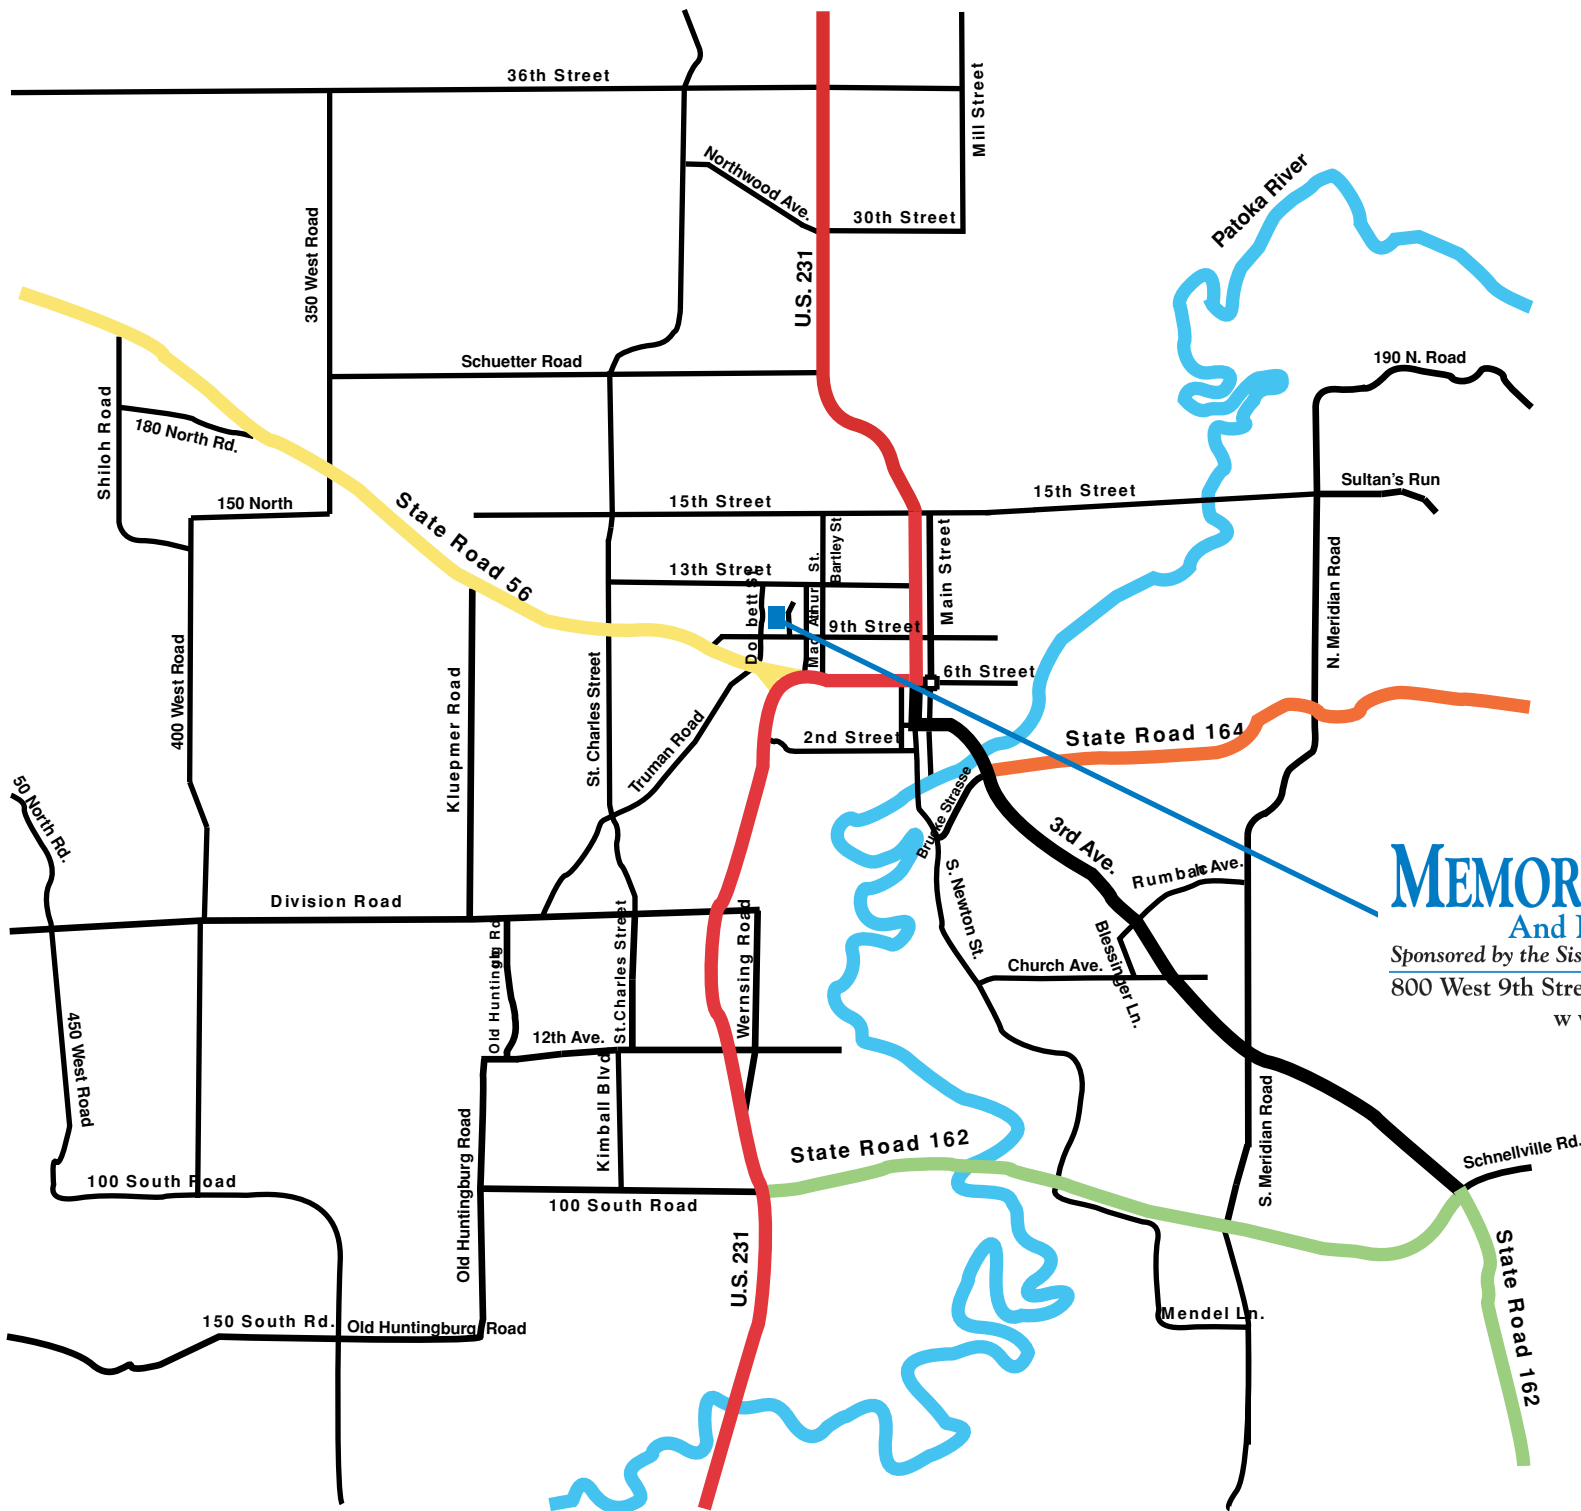 36th Street
Mill Street
Northwood Ave.
30th Street
Patoka River
350 West Road
U.S. 231
Schuetter Road
190 N. Road
Shiloh Road
180 North Rd.
150 North
State Road 56
15th Street
15th Street
Sultan's Run
13th Street
Bartley St
Main Street
N. Meridian Road
9th Street
6th Street
400 West Road
Kluepmer Road
St. Charles Street
Truman Road
2nd Street
State Road 164
50 North Rd.
Strasse
3rd Ave.
Ave.
Division Road
S. Newton St.
Blessinger Ln.
Church Ave.
MEMOR
And
Sponsored by the Sis
800 West 9th Stre
w
Old
St.Charles Street
Wernsing Road
450 West Road
12th Ave.
Kimball Blvd
Old Huntingburg Road
State Road 162
S. Meridian Road
Schnellville Rd.
100 South Road
100 South Road
U.S. 231
State Road 162
150 South Rd.
Old Huntingburg Road
Mendel Ln.